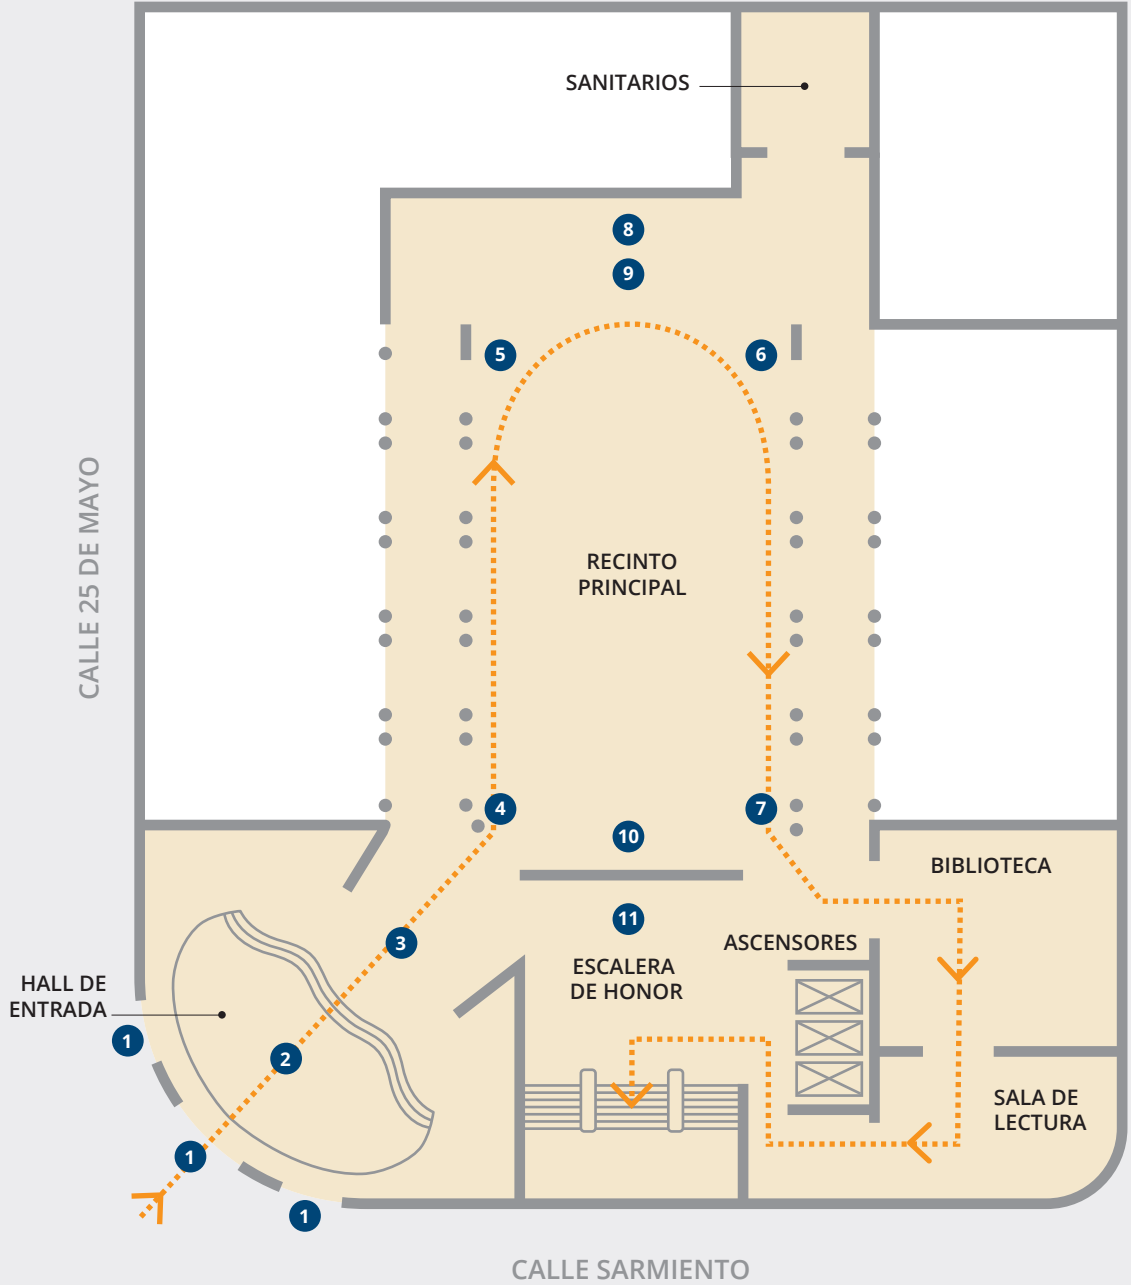 SANITARIOS
8
9
5
6
CALLE 25 DE MAYO
RECINTO
PRINCIPAL
4
7
10
BIBLIOTECA
11
3
ASCENSORES
ESCALERA
DE HONOR
HALL DE
ENTRADA
1
2
SALA DE
LECTURA
1
1
CALLE SARMIENTO